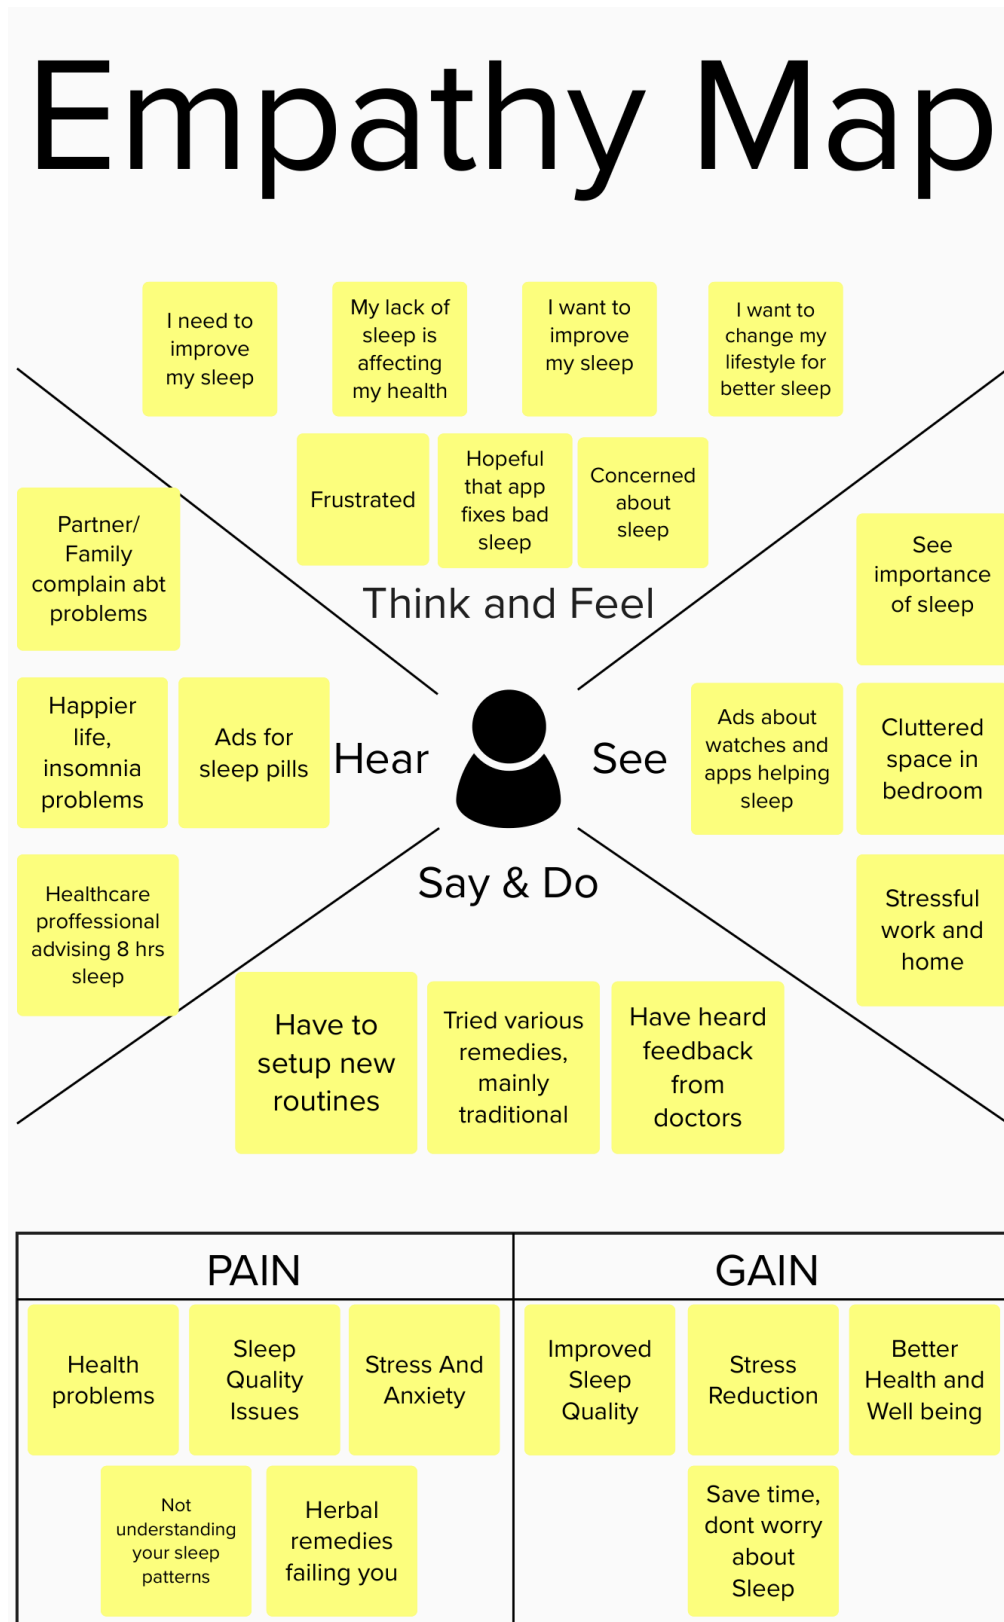 Empathy Map
I need to
improve
my sleep
My lack of
sleep is
affecting
my health
I want to
improve
my sleep
I want to
change my
lifestyle for
better sleep
Frustrated
Hopeful
that app
fixes bad
sleep
Concerned
about
sleep
Think and Feel
Partner/
Family
complain abt
problems
Happier
life,
insomnia
problems
Ads for
sleep pills
Healthcare
proffessional
advising 8 hrs
sleep
Hear
See
See
importance
of sleep
Ads about
watches and
apps helping
sleep
Cluttered
space in
bedroom
Stressful
work and
home
Say & Do
Have to
setup new
routines
Tried various
remedies,
mainly
traditional
Have heard
feedback
from
doctors
PAIN
Health
problems
Sleep
Quality
Issues
Stress And
Anxiety
Not
understanding
your sleep
patterns
Herbal
remedies
failing you
GAIN
Improved
Sleep
Quality
Stress
Reduction
Better
Health and
Well being
Save time,
dont worry
about
Sleep